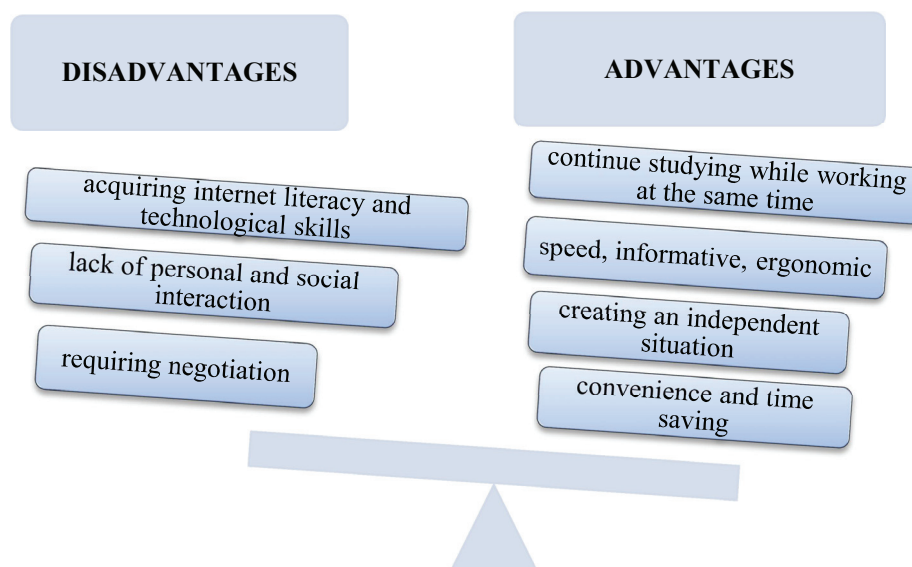 DISADVANTAGES
acquiring internet literacy and
technological skills
lack of personal and social
interaction
requiring negotiation
ADVANTAGES
continue studying while working
at the same time
speed, informative, ergonomic
creating an independent
situation
convenience and time
saving